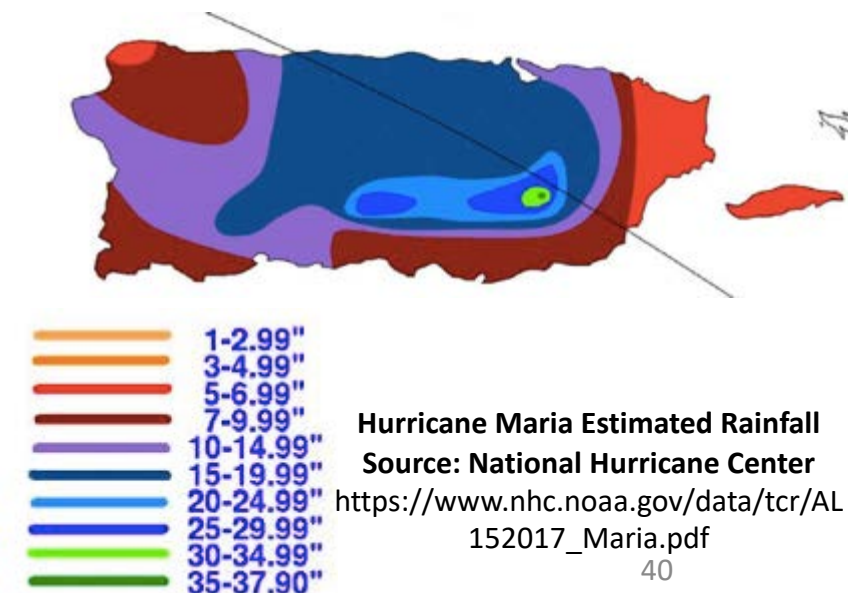 1-2.99"
3-4.99"
5-6.99"
7-9.99"
10-14.99"
15-19.99"
20-24.99"
25-29.99"
30-34.99"
35-37.90"
Hurricane Maria Estimated Rainfall
Source: National Hurricane Center
https://www.nhc.noaa.gov/data/tcr/AL
152017_Maria.pdf
40